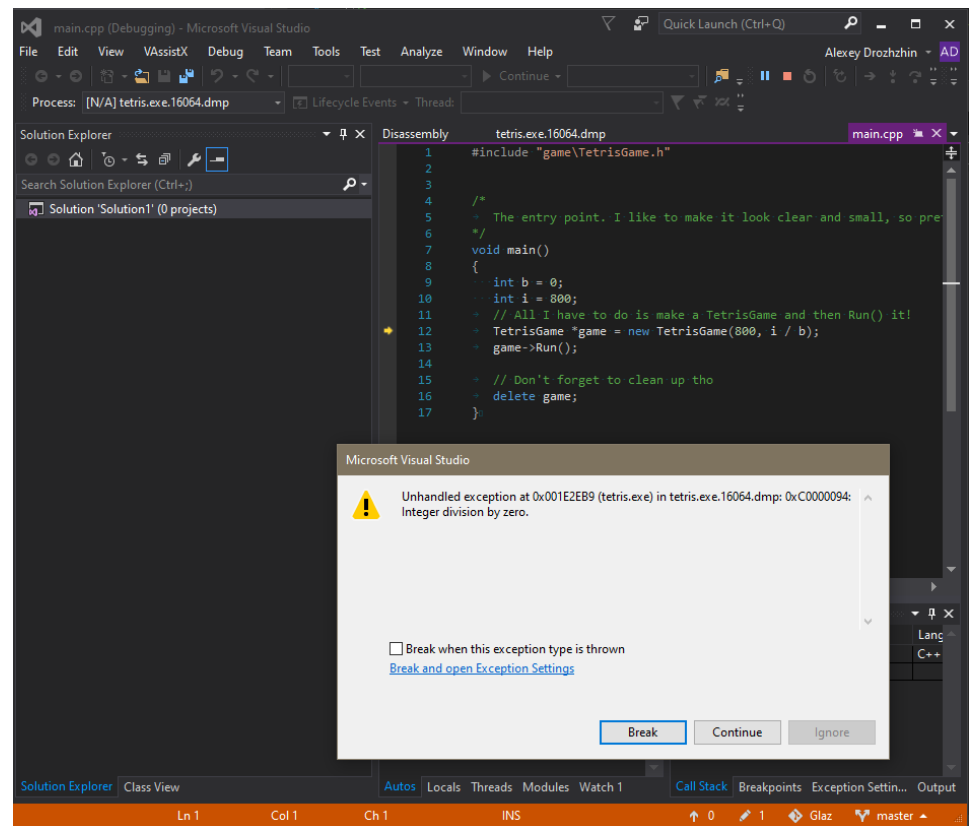 main.cpp (Debugging) - Microsoft Visual Studio
Quick Launch (Ctrl+Q)
File Edit View VAssistX Debug Team Tools Test Analyze Window Help
Alexey Drozhzhin AD
Continue
Process: [N/A] tetris.exe.16064.dmp Lifecycle Events Thread:
Solution Explorer
Disassembly tetris.exe.16064.dmp main.cpp
Search Solution Explorer (Ctrl+;)
Solution 'Solution1' (0 projects)
1 #include "game\TetrisGame.h"
2
3
4 /*
5 The entry point. I like to make it look clear and small, so pre
6 */
7 void main()
8 {
9 int b = 0;
10 int i = 800;
11 // All I have to do is make a TetrisGame and then Run() it!
12 TetrisGame *game = new TetrisGame(800, i / b);
13 game->Run();
14
15 // Don't forget to clean up tho
16 delete game;
17 }
Microsoft Visual Studio
Unhandled exception at 0x001E2EB9 (tetris.exe) in tetris.exe.16064.dmp: 0xC0000094:
Integer division by zero.
Break when this exception type is thrown
Break and open Exception Settings
Break Continue Ignore
Lang
C++
Solution Explorer Class View
Autos Locals Threads Modules Watch 1
Call Stack Breakpoints Exception Settin... Output
Ln 1 Col 1 Ch 1 INS 0 1 Glaz master